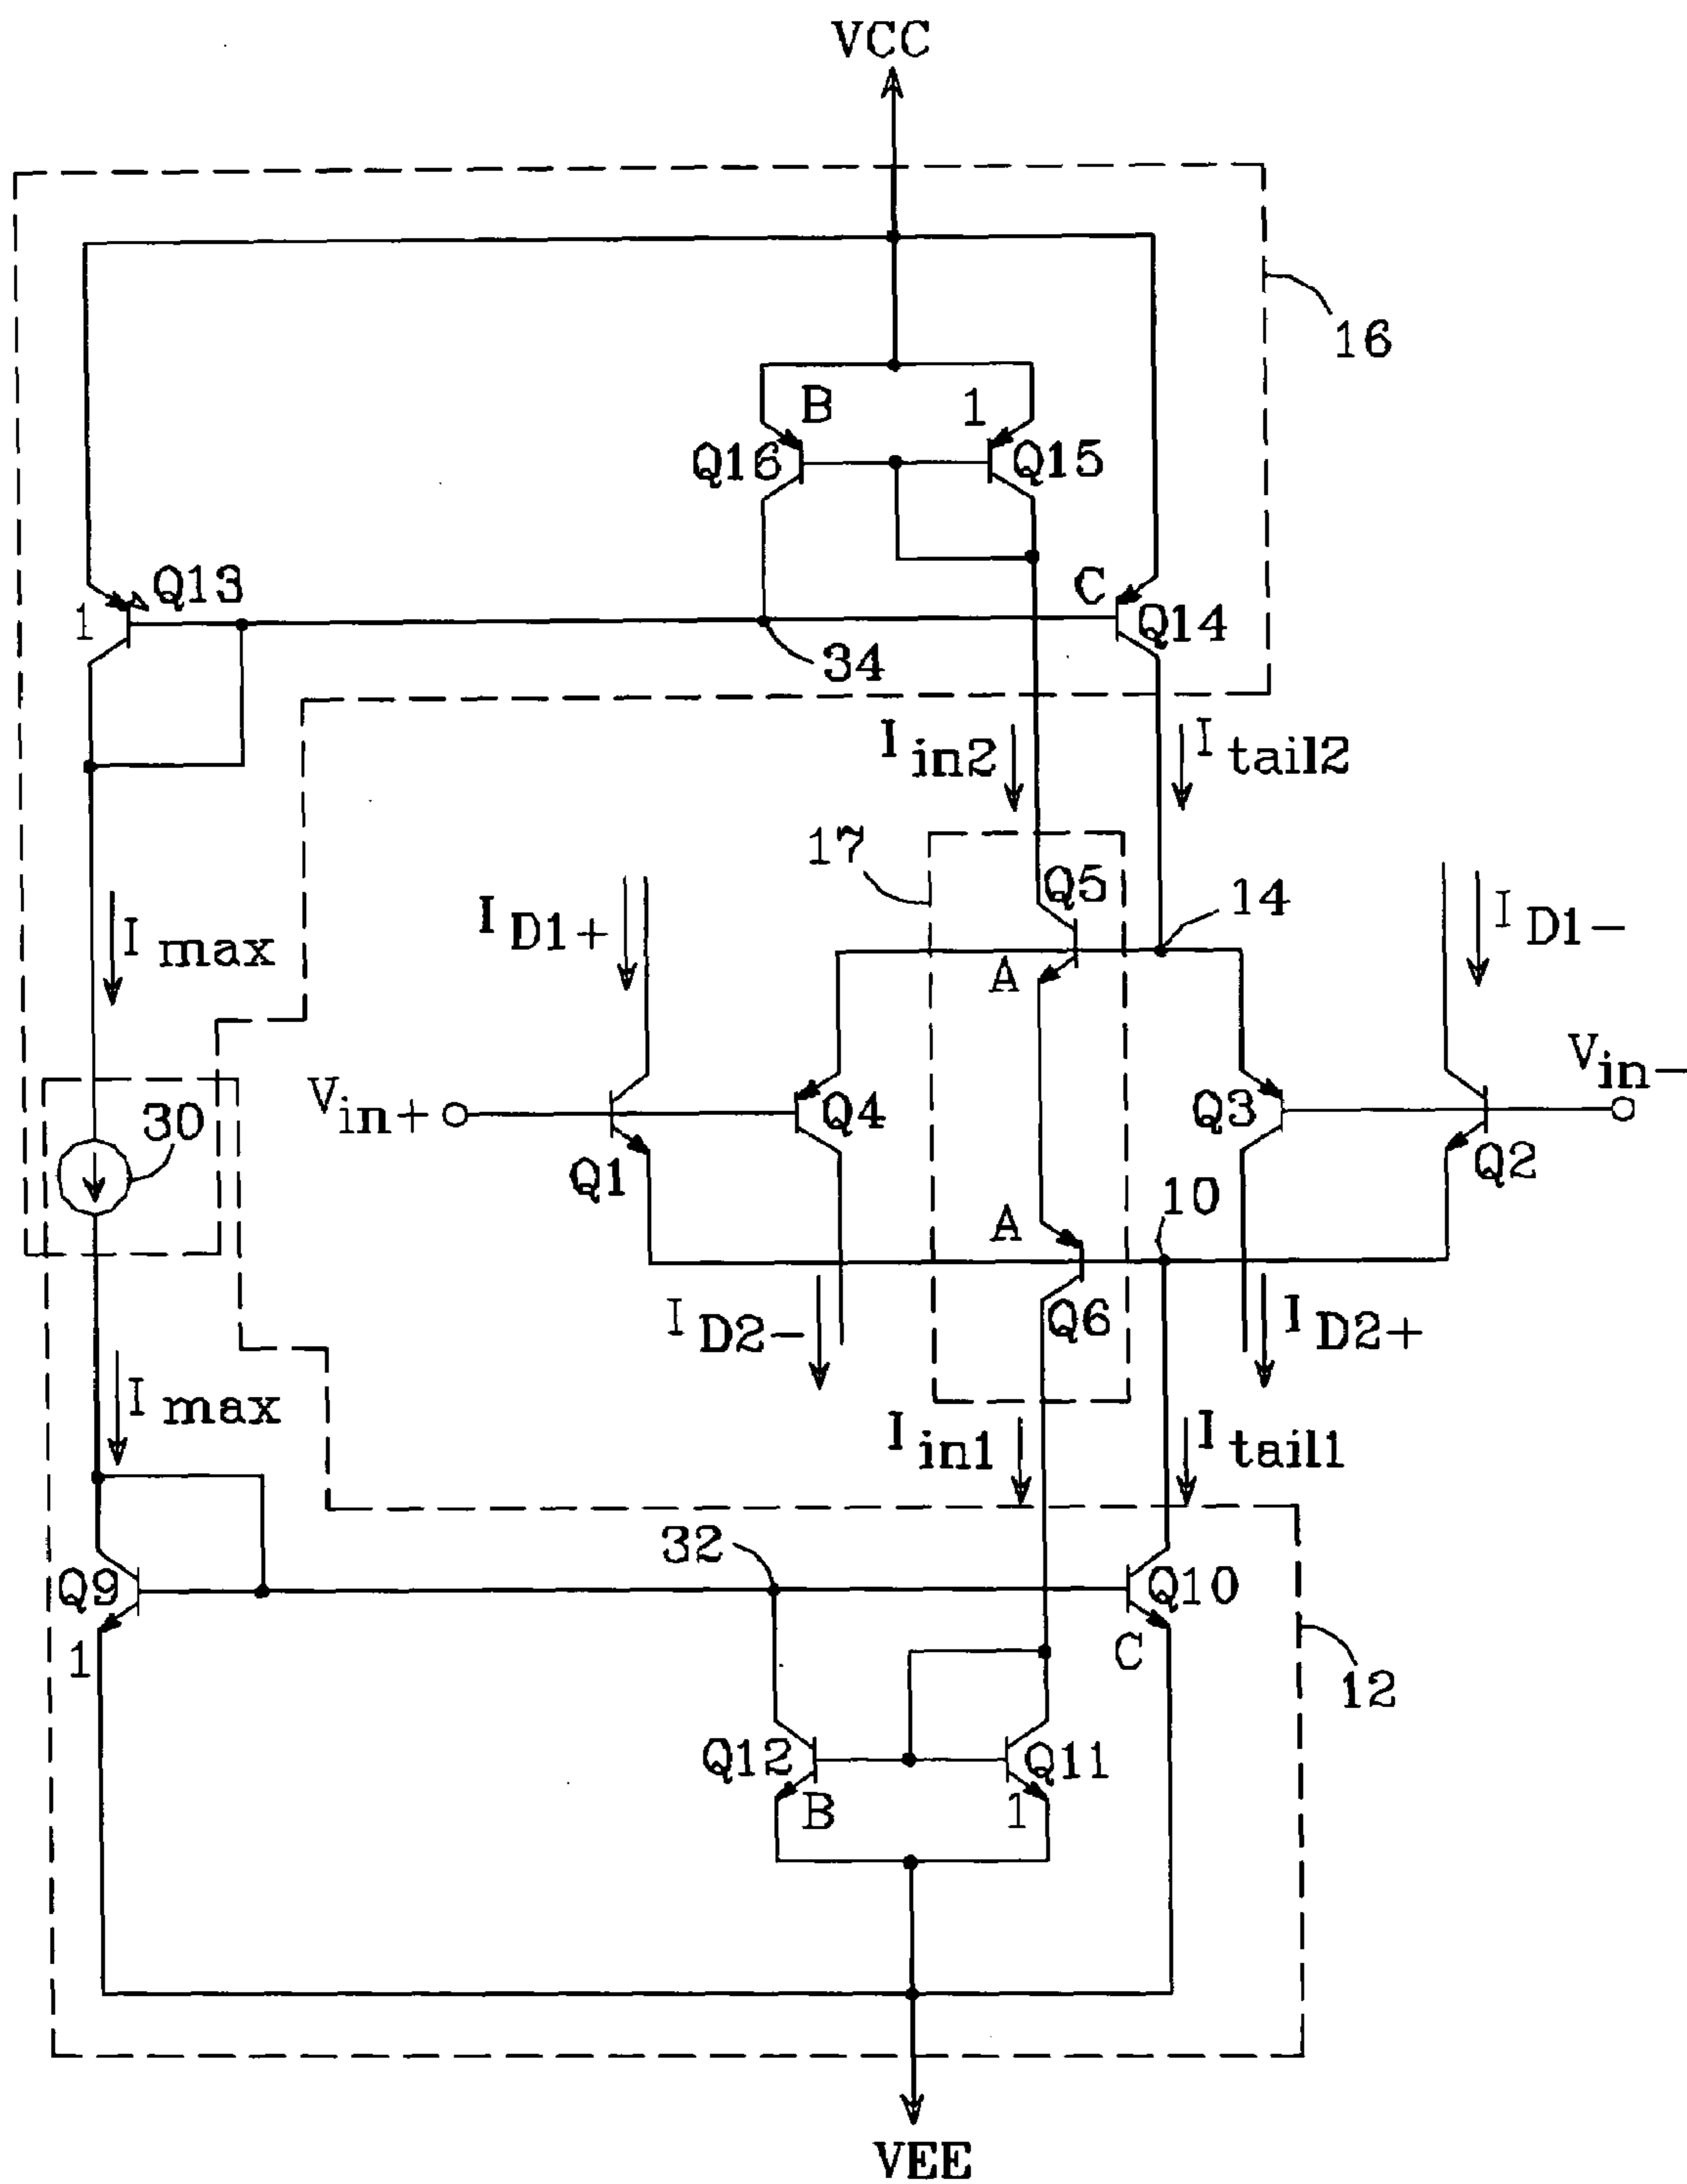 VCC
16
B
1
Q16
Q15
Q13
1
C
Q14
34
I in2
I tail2
17
Q5
14
I D1+
I D1-
I max
A
Vin+
Vin-
30
Q4
Q3
Q1
Q2
10
A
I D2-
Q6
I D2+
I max
I in1
I tail1
32
Q9
Q10
1
C
12
Q12
Q11
B
1
VEE